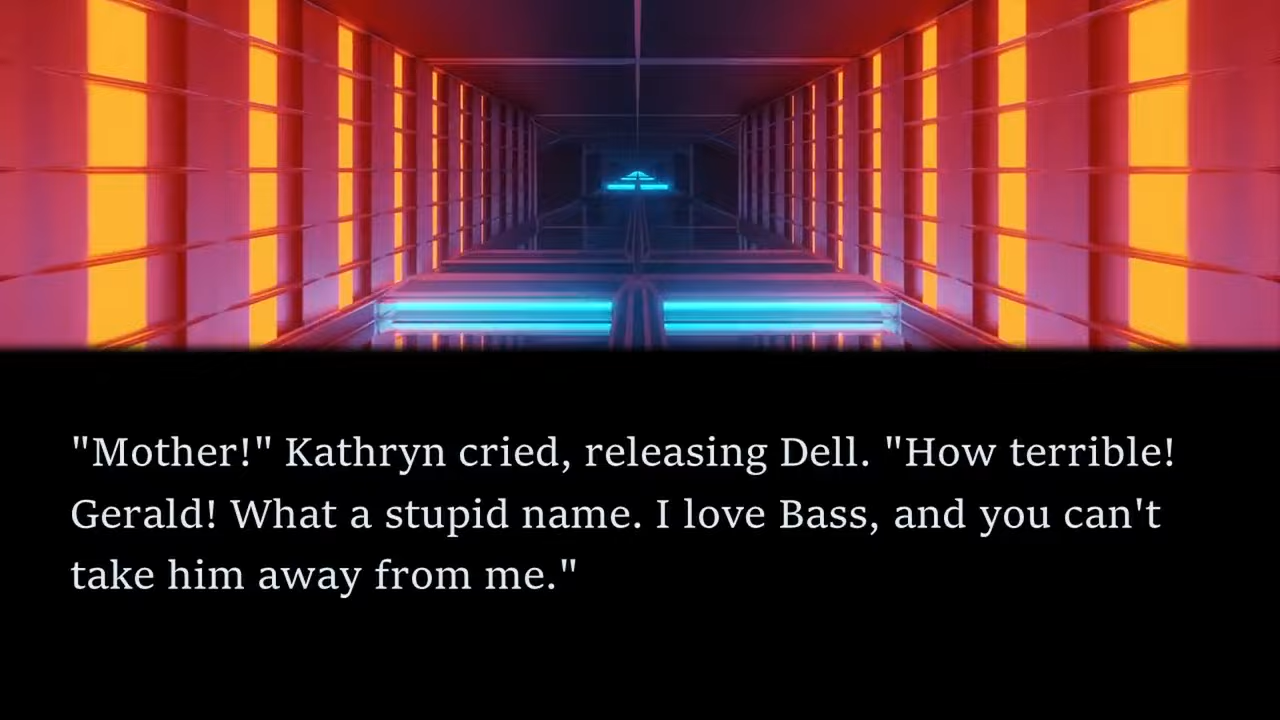 "Mother!" Kathryn cried, releasing Dell. "How terrible!
Gerald! What a stupid name. I love Bass, and you can't
take him away from me."